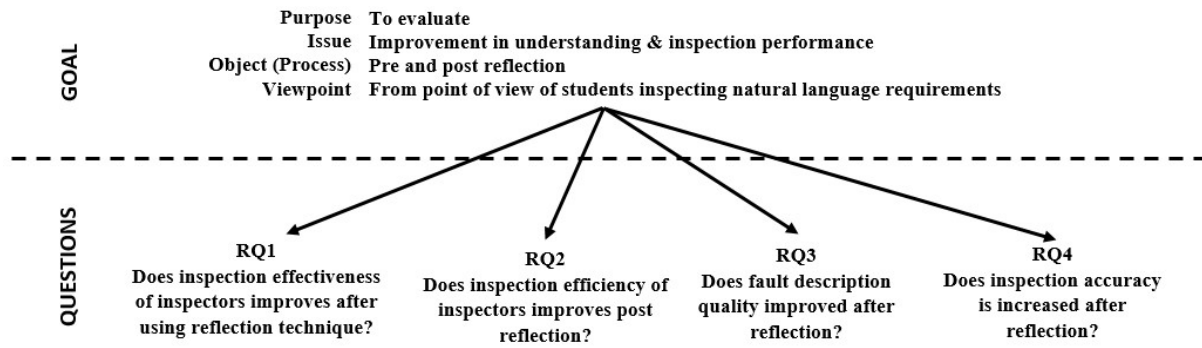 GOAL
Purpose To evaluate
Issue Improvement in understanding & inspection performance
Object (Process) Pre and post reflection
Viewpoint From point of view of students inspecting natural language requirements
QUESTIONS
RQ1
Does inspection effectiveness
of inspectors improves after
using reflection technique?
RQ2
Does inspection efficiency of
inspectors improves post
reflection?
RQ3
Does fault description
quality improved after
reflection?
RQ4
Does inspection accuracy
is increased after
reflection?